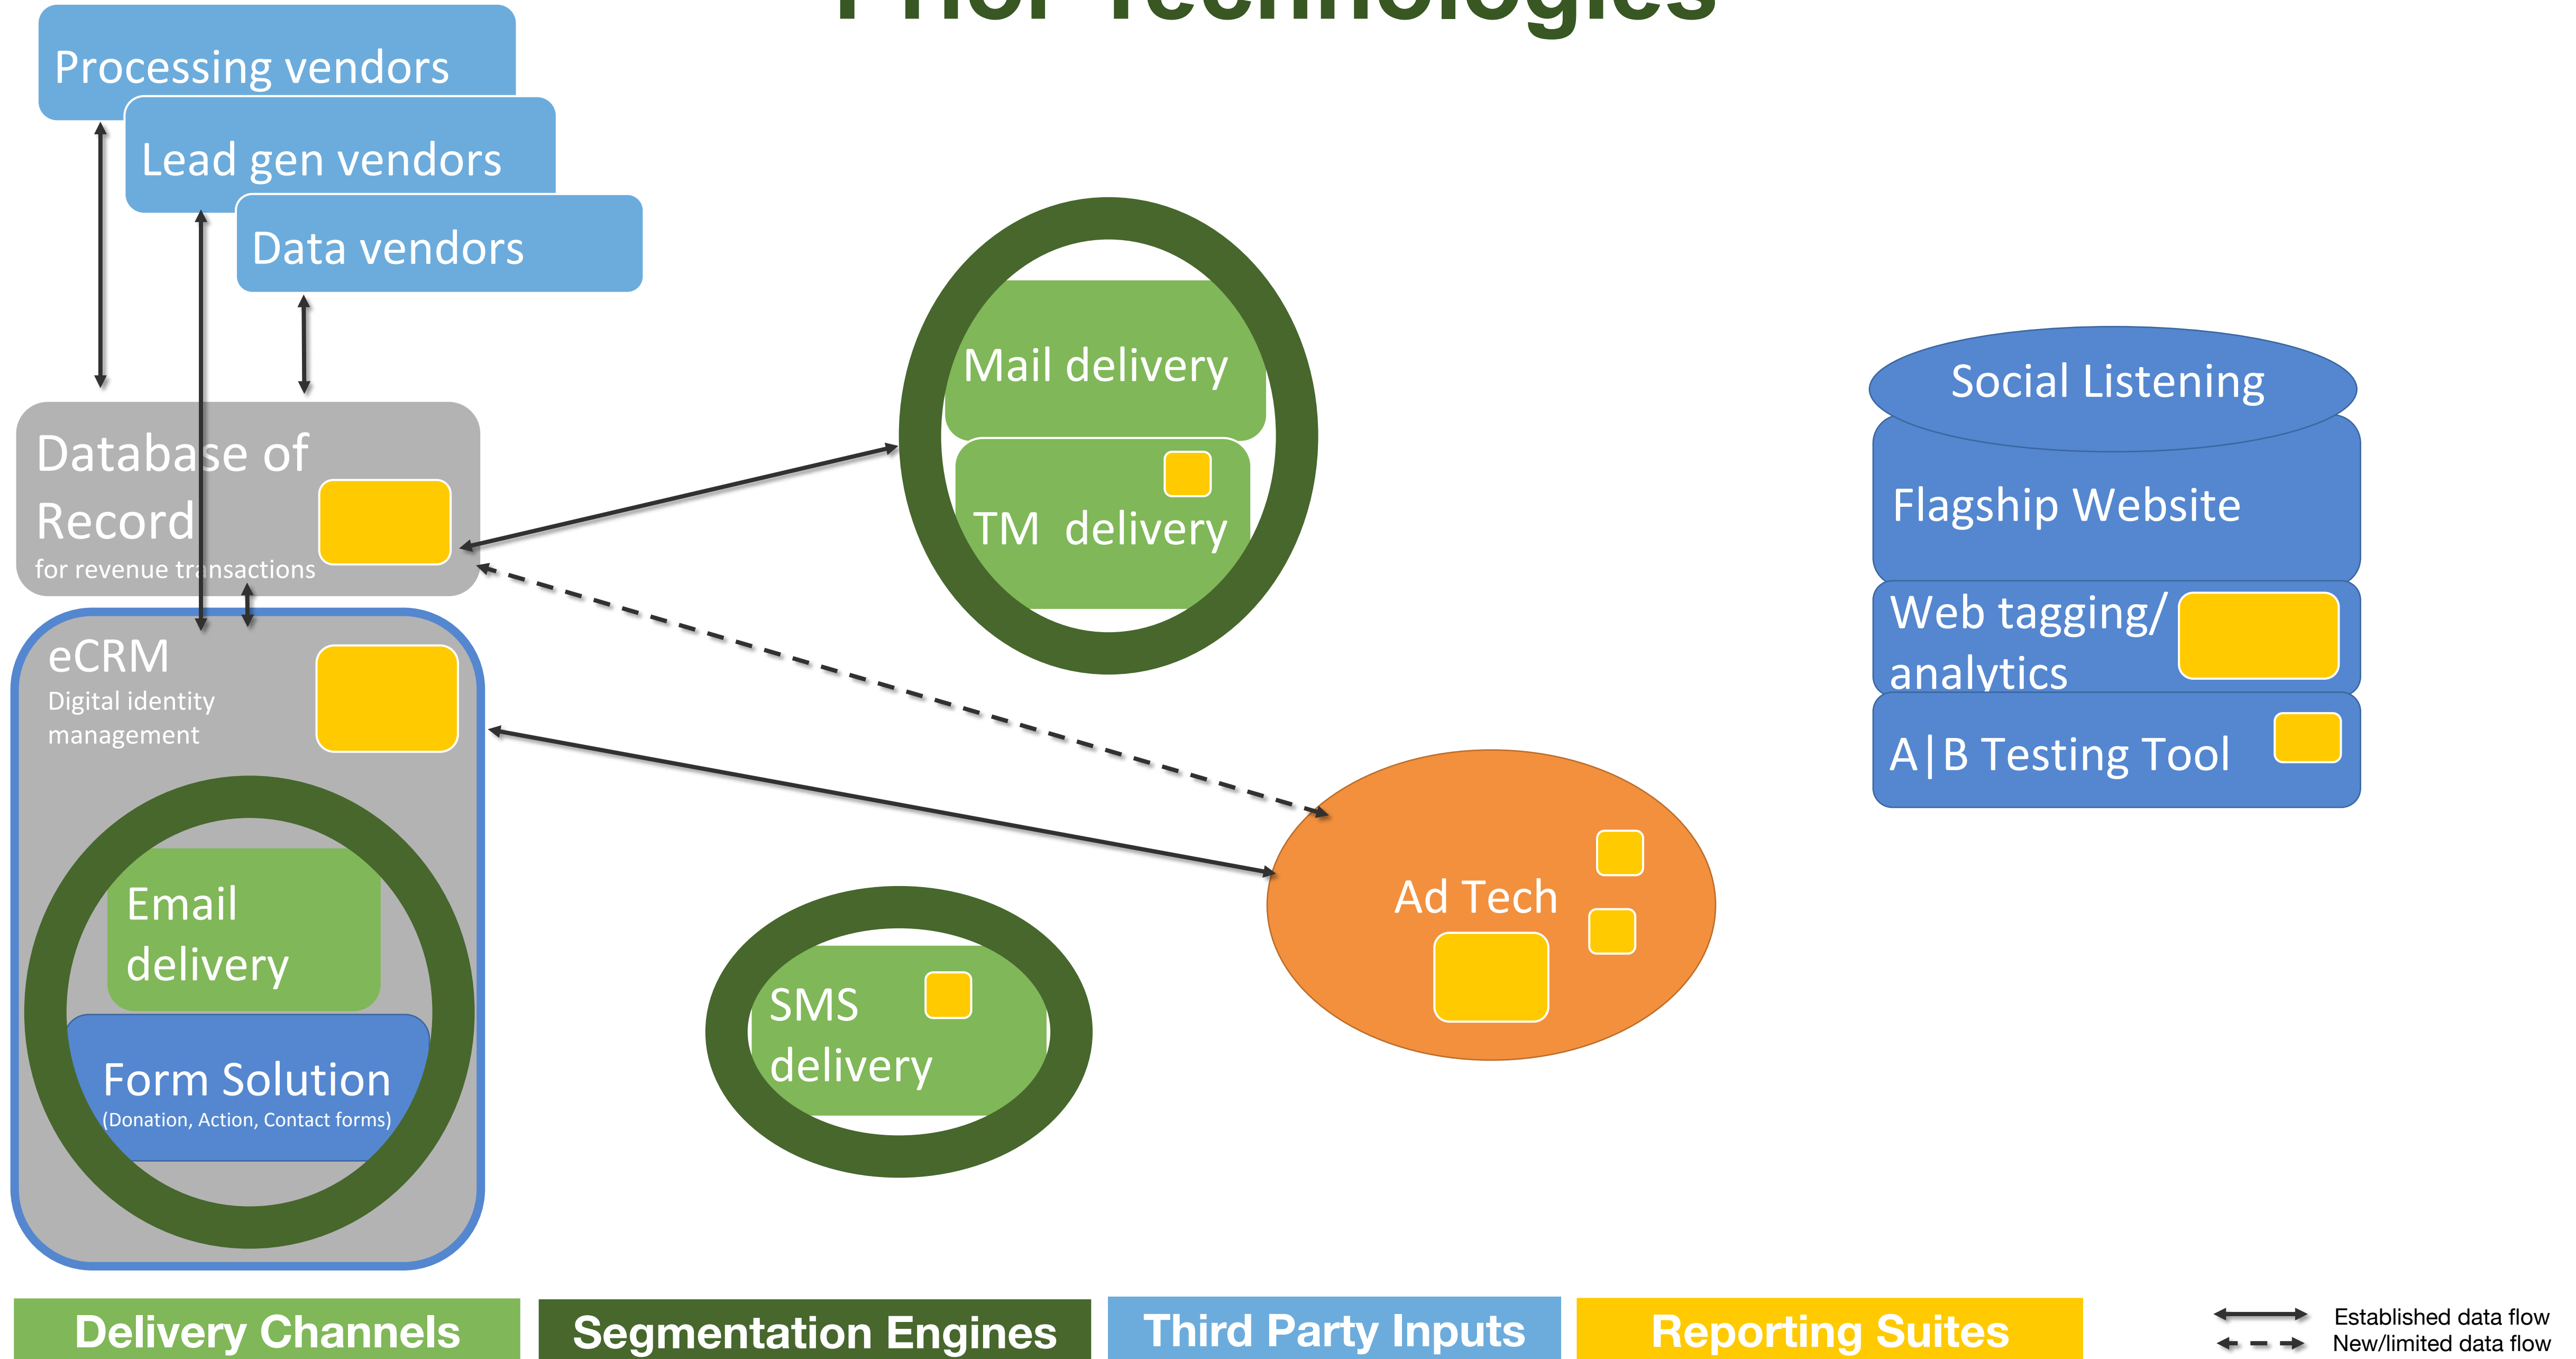 Prior Technologies
Processing vendors
Lead gen vendors
Data vendors
Database of
Record
for revenue transactions
eCRM
Digital identity
management
Email
delivery
Form Solution
(Donation, Action, Contact forms)
Mail delivery
TM  delivery
SMS
delivery
Ad Tech
Social Listening
Flagship Website
Web tagging/
analytics
A|B Testing Tool
Delivery Channels
Segmentation Engines
Third Party Inputs
Reporting Suites
Established data flow
New/limited data flow